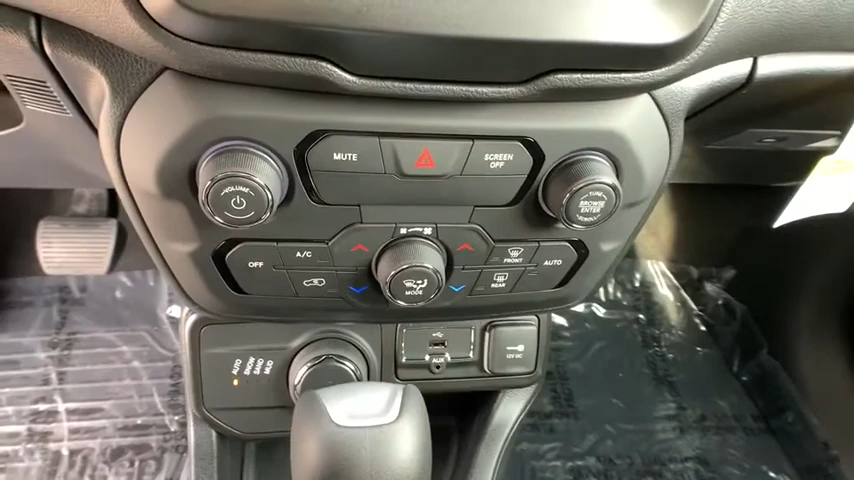 MUTE
SCREEN
OFF
VOLUME
TUNE
BROWSE
ENTER
SCROLL
OFF
A/C
MODE
FRONT
REAR
AUTO
AUTO
SNOW
SAND
MUD
AUX
12V DC